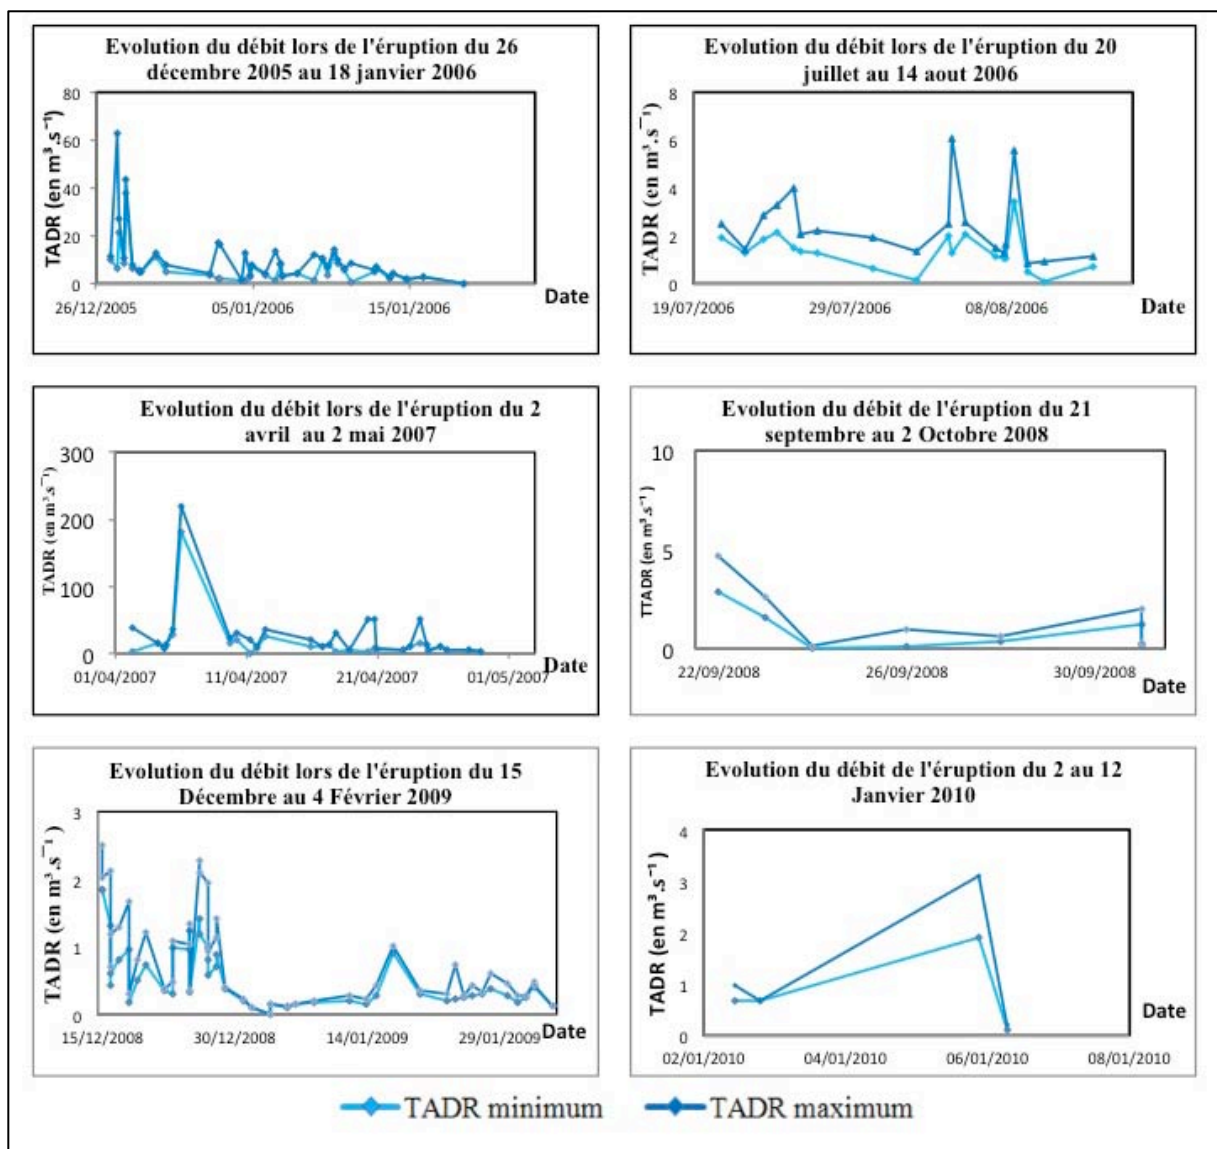 Evolution du débit lors de l'éruption du 26
décembre 2005 au 18 janvier 2006
TADR (en m³.s⁻¹)
80
60
40
20
0
26/12/2005
05/01/2006
15/01/2006
Date
Evolution du débit lors de l'éruption du 20
juillet au 14 aout 2006
TADR (en m³.s⁻¹)
8
6
4
2
0
19/07/2006
29/07/2006
08/08/2006
Date
Evolution du débit lors de l'éruption du 2
avril au 2 mai 2007
TADR (en m³.s⁻¹)
300
200
100
0
01/04/2007
11/04/2007
21/04/2007
01/05/2007
Date
Evolution du débit de l'éruption du 21
septembre au 2 Octobre 2008
TTADR (en m³.s⁻¹ )
10
5
0
22/09/2008
26/09/2008
30/09/2008
Date
Evolution du débit lors de l'éruption du 15
Décembre au 4 Février 2009
TADR (en m³.s⁻¹ )
3
2
1
0
15/12/2008
30/12/2008
14/01/2009
29/01/2009
Date
Evolution du débit de l'éruption du 2 au 12
Janvier 2010
TADR (en m³.s⁻¹ )
4
3
2
1
0
02/01/2010
04/01/2010
06/01/2010
08/01/2010
Date
TADR minimum
TADR maximum